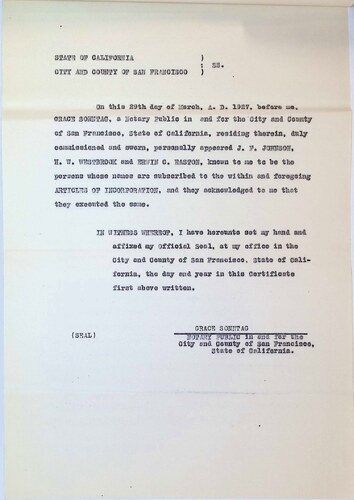 STATE OF CALIFORNIA )
: SS.
CITY AND COUNTY OF SAN FRANCISCO )
On this 29th day of March, A. D. 1927, before me,
GRACE SONNTAG, a Notary Public in and for the City and County
of San Francisco, State of California, residing therein, duly
commissioned and sworn, personally appeared J. F. JOHNSON,
H. W. WESTBROOK and ERWIN C. EASTON, known to me to be the
persons whose names are subscribed to the within and foregoing
ARTICLES OF INCORPORATION, and they acknowledged to me that
they executed the same.
IN WITNESS WHEREOF, I have hereunto set my hand and
affixed my Official Seal, at my office in the
City and County of San Francisco, State of Cali-
fornia, the day and year in this Certificate
first above written.
GRACE SONNTAG
(SEAL) NOTARY PUBLIC in and for the
City and County of San Francisco,
State of California.